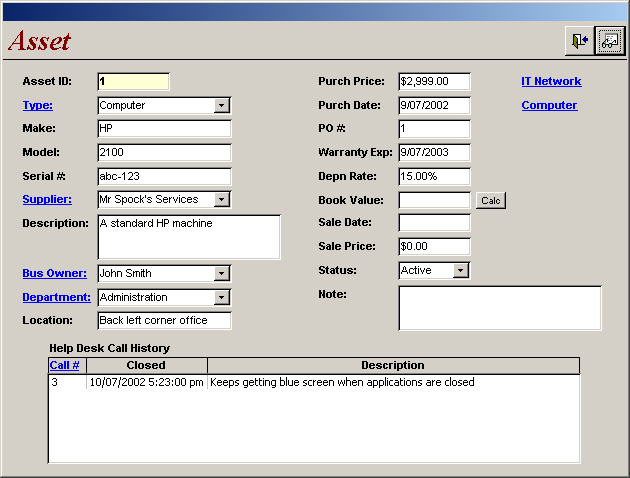 Asset
Asset ID: 1
Type: Computer
Make: HP
Model: 2100
Serial #: abc-123
Supplier: Mr Spock's Services
Description: A standard HP machine
Bus Owner: John Smith
Department: Administration
Location: Back left corner office
Purch Price: $2,999.00
Purch Date: 9/07/2002
PO #: 1
Warranty Exp: 9/07/2003
Depn Rate: 15.00%
Book Value: Calc
Sale Date:
Sale Price: $0.00
Status: Active
Note:
IT Network
Computer
Help Desk Call History
Call # Closed Description
3 10/07/2002 5:23:00 pm Keeps getting blue screen when applications are closed